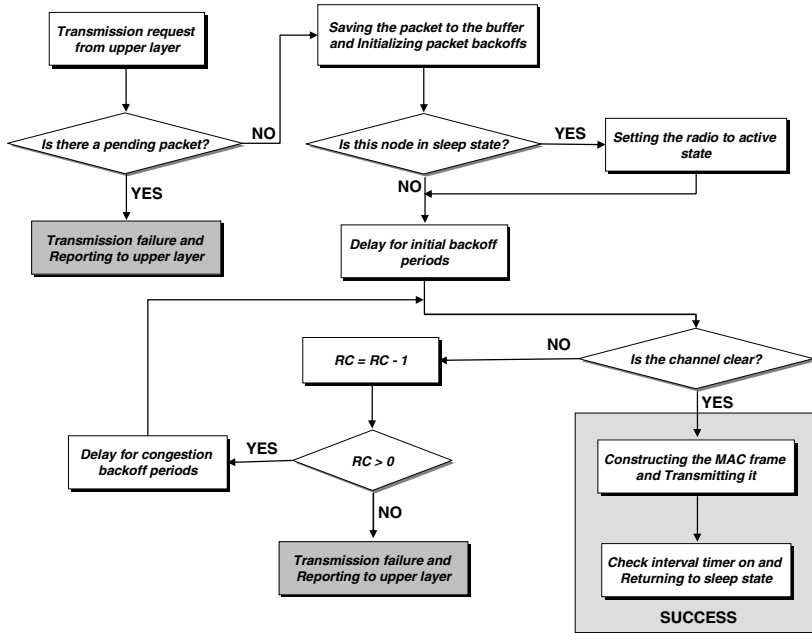 Transmission request
from upper layer
Saving the packet to the buffer
and Initializing packet backoffs
Is there a pending packet?
NO
Is this node in sleep state?
YES
Setting the radio to active
state
YES
NO
Transmission failure and
Reporting to upper layer
Delay for initial backoff
periods
RC = RC - 1
NO
Is the channel clear?
YES
Delay for congestion
backoff periods
YES
RC > 0
Constructing the MAC frame
and Transmitting it
NO
Transmission failure and
Reporting to upper layer
Check interval timer on and
Returning to sleep state
SUCCESS